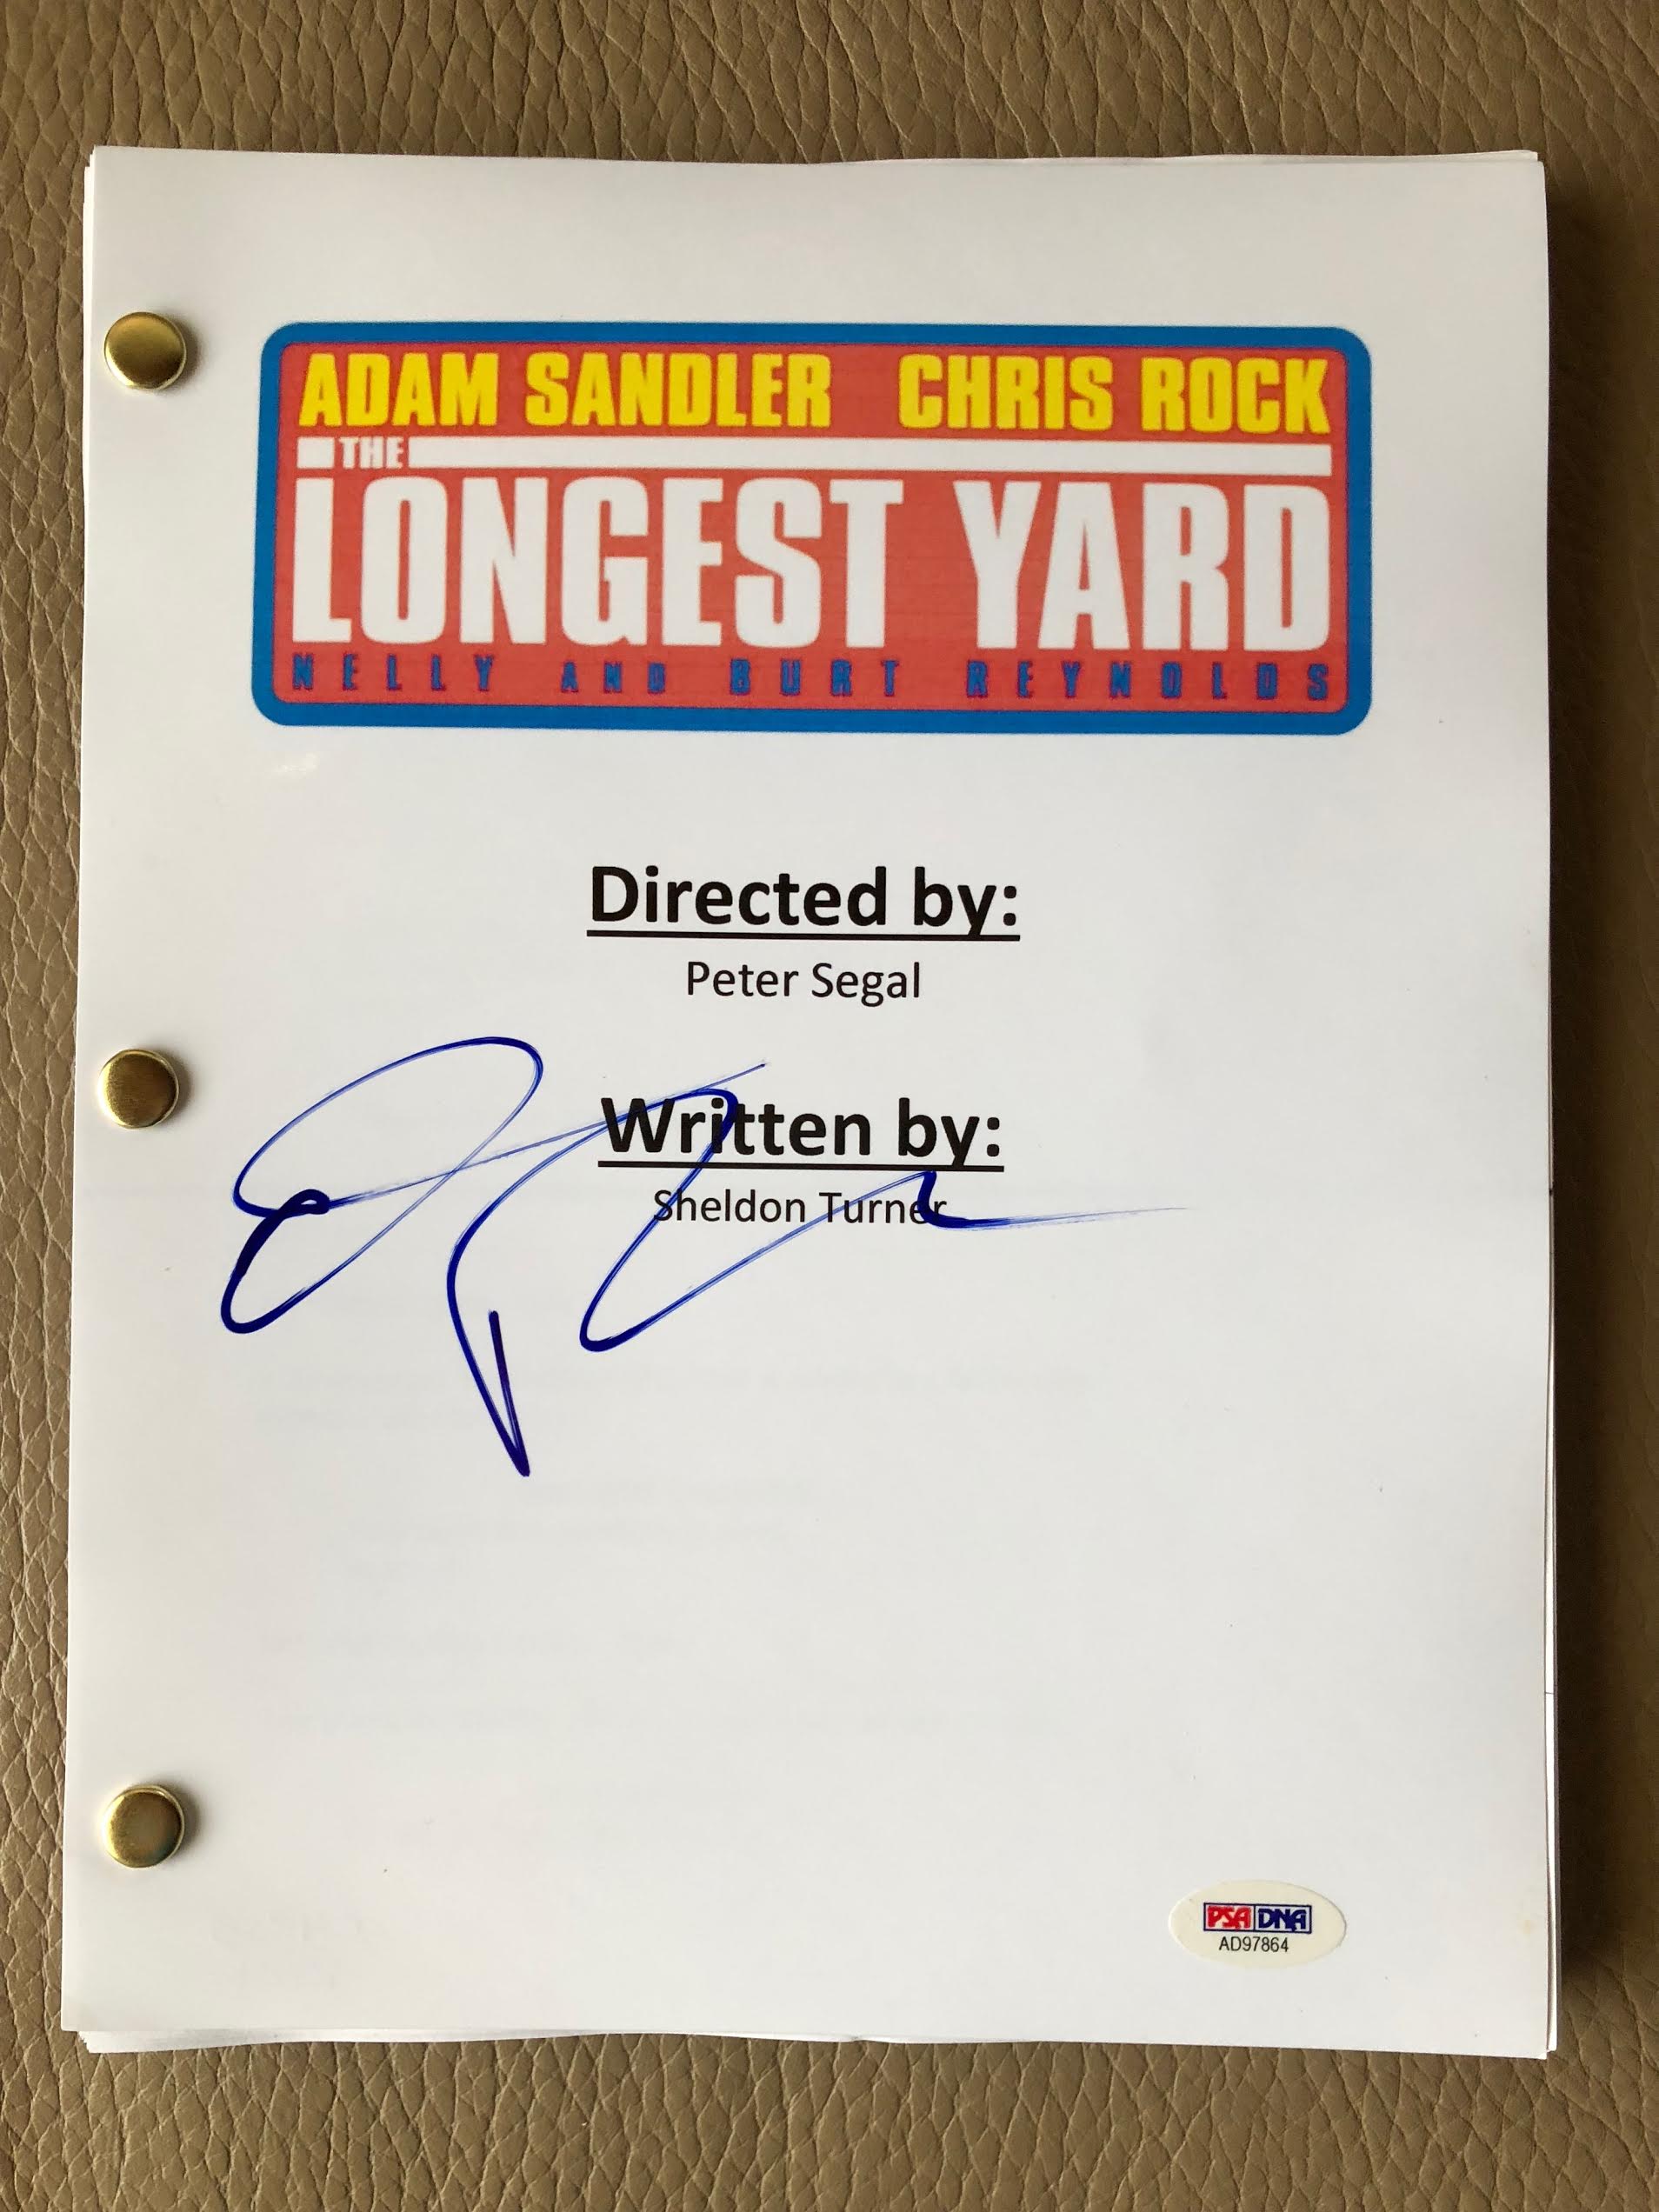 ADAM SANDLER CHRIS ROCK
THE
LONGEST YARD
NELLY AND BURT REYNOLDS
Directed by:
Peter Segal
Written by:
Sheldon Turner
PSA DNA
AD97864